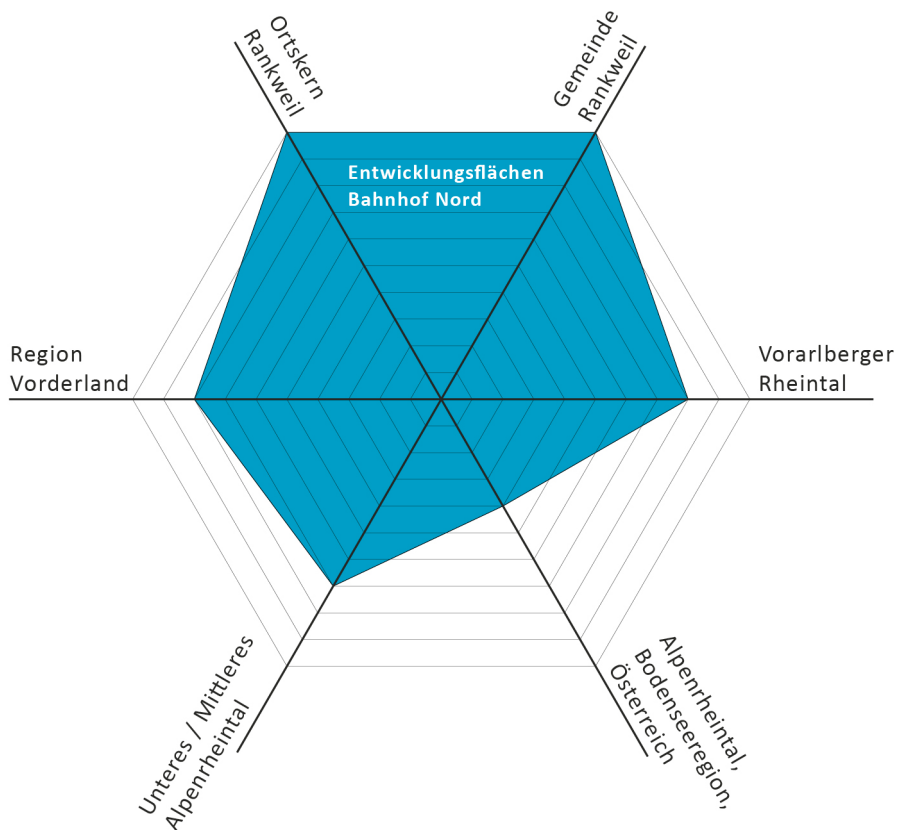 Ortskern
Rankweil
Gemeinde
Rankweil
Entwicklungsflächen
Bahnhof Nord
Region
Vorderland
Vorarlberger
Rheintal
Unteres / Mittleres
Alpenrheintal
Alpenrheintal,
Bodenseeregion,
Österreich